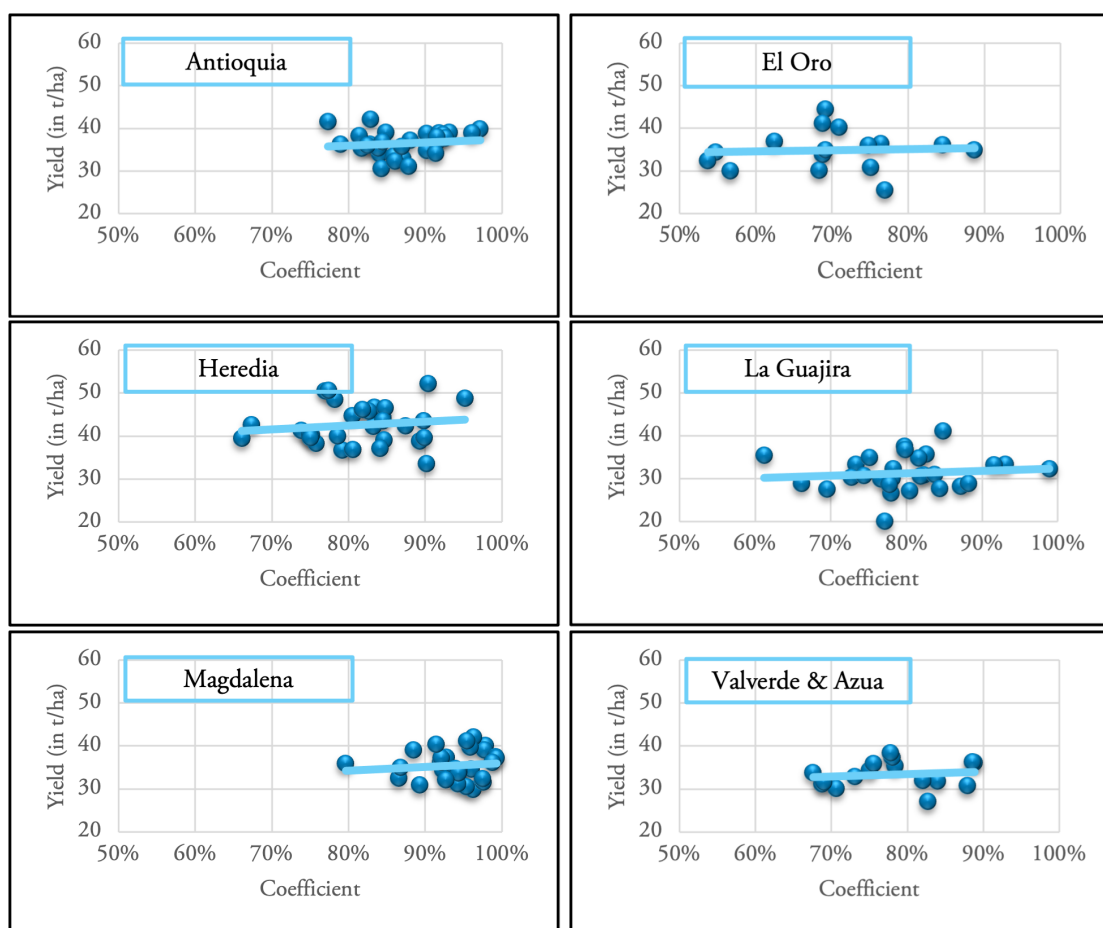 Antioquia
Yield (in t/ha)
60
50
40
30
20
50% 60% 70% 80% 90% 100%
Coefficient
El Oro
Yield (in t/ha)
60
50
40
30
20
50% 60% 70% 80% 90% 100%
Coefficient
Heredia
Yield (in t/ha)
60
50
40
30
20
50% 60% 70% 80% 90% 100%
Coefficient
La Guajira
Yield (in t/ha)
60
50
40
30
20
50% 60% 70% 80% 90% 100%
Coefficient
Magdalena
Yield (in t/ha)
60
50
40
30
20
50% 60% 70% 80% 90% 100%
Coefficient
Valverde & Azua
Yield (in t/ha)
60
50
40
30
20
50% 60% 70% 80% 90% 100%
Coefficient